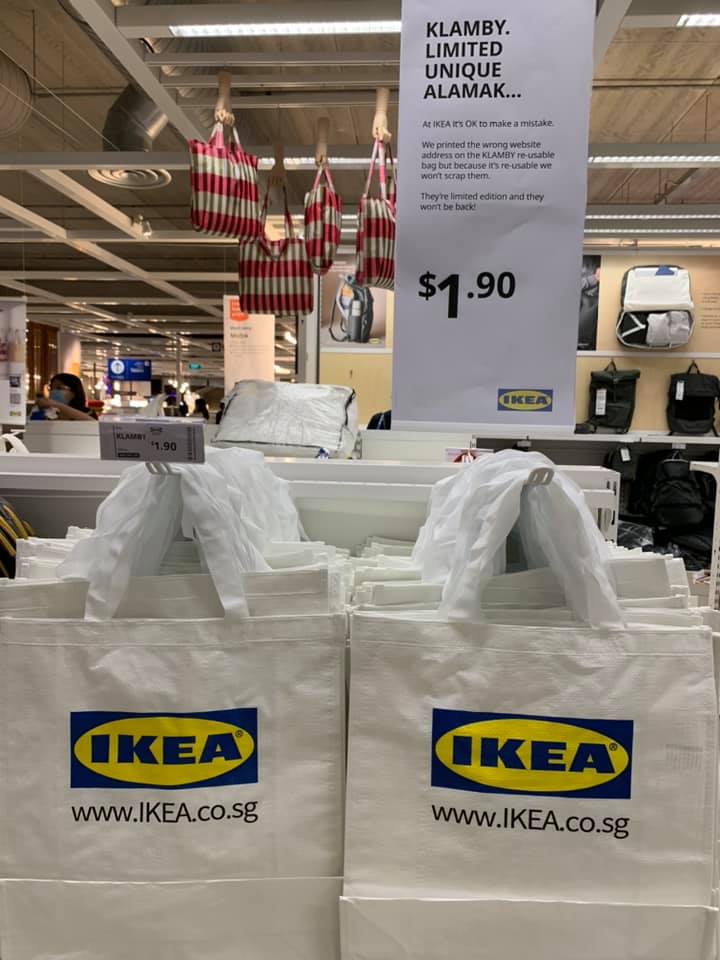 KLAMBY.
LIMITED
UNIQUE
ALAMAK...
At IKEA it's OK to make a mistake.
We printed the wrong website
address on the KLAMBY re-usable
bag but because it's re-usable we
won't scrap them.
They're limited edition and they
won't be back!
$1.90
IKEA
KLAMBY
$1.90
IKEA®
www.IKEA.co.sg
IKEA®
www.IKEA.co.sg